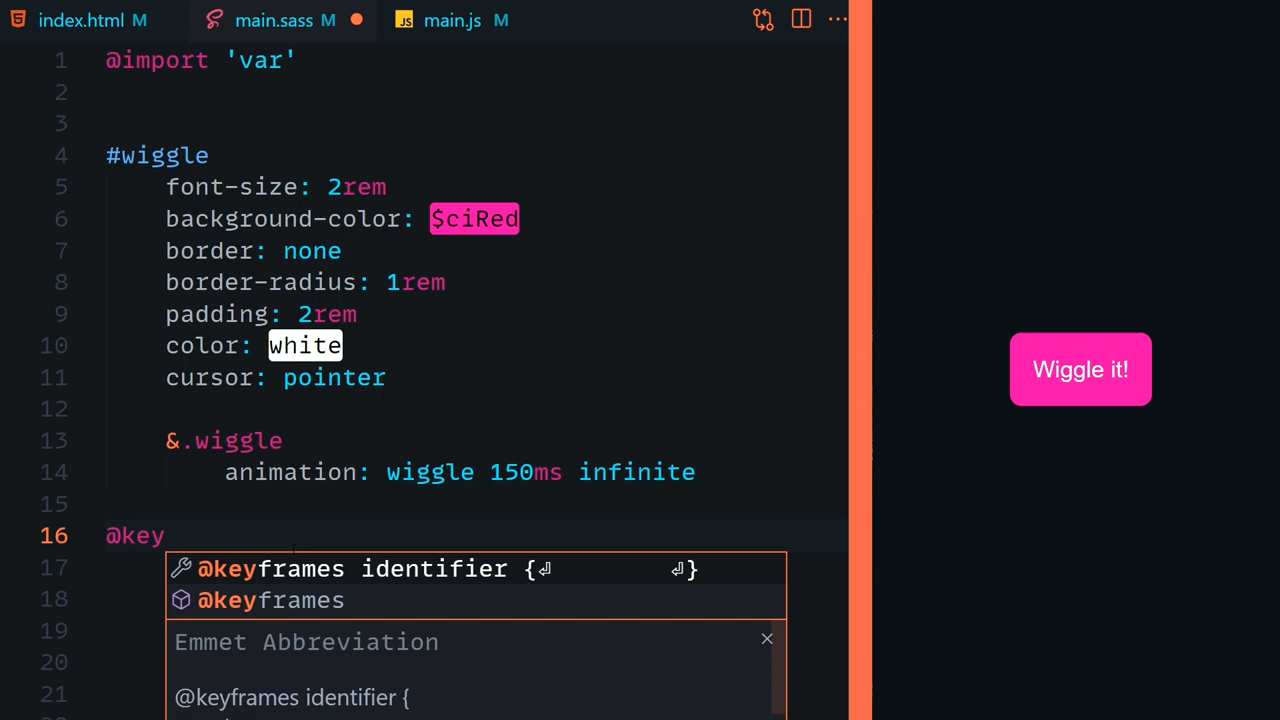 index.html M main.sass M JS main.js M
1 @import 'var'
2
3
4 #wiggle
5 font-size: 2rem
6 background-color: $ciRed
7 border: none
8 border-radius: 1rem
9 padding: 2rem
10 color: white
11 cursor: pointer
12
13 &.wiggle
14 animation: wiggle 150ms infinite
15
16 @key
17 @keyframes identifier {⏎ ⏎}
18 @keyframes
19 Emmet Abbreviation
20
21 @keyframes identifier {
Wiggle it!